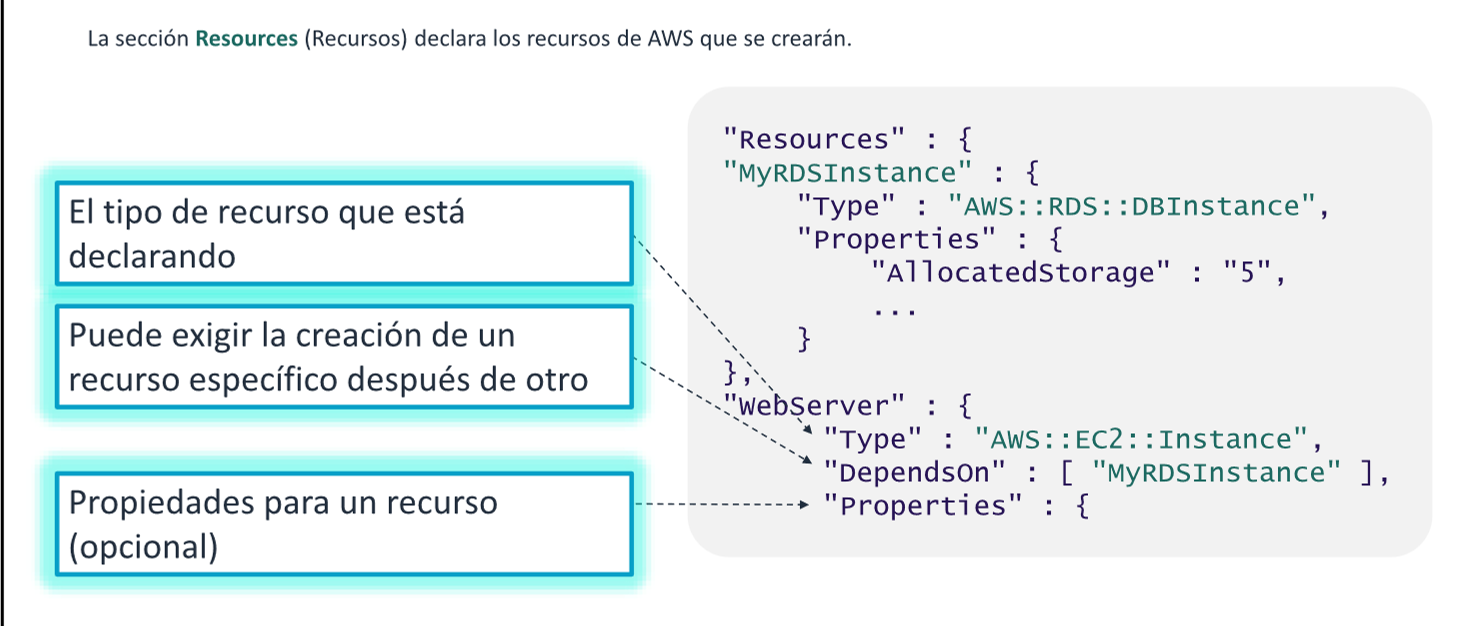 La sección Resources (Recursos) declara los recursos de AWS que se crearán.
El tipo de recurso que está
declarando
Puede exigir la creación de un
recurso específico después de otro
Propiedades para un recurso
(opcional)
"Resources" : {
"MyRDSInstance" : {
"Type" : "AWS::RDS::DBInstance",
"Properties" : {
"AllocatedStorage" : "5",
...
}
},
"WebServer" : {
"Type" : "AWS::EC2::Instance",
"DependsOn" : [ "MyRDSInstance" ],
"Properties" : {